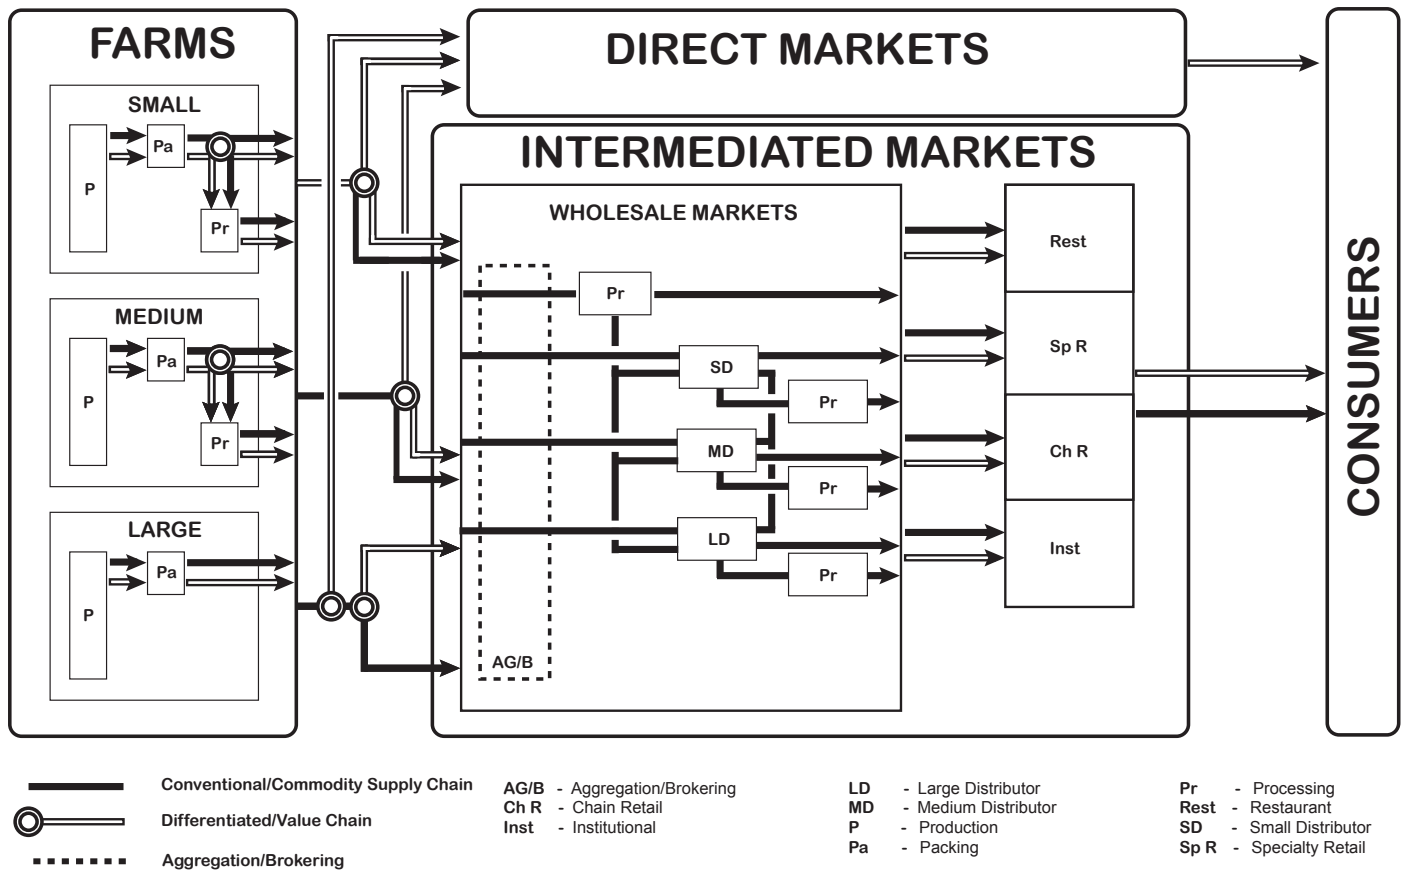 FARMS
SMALL
P
Pa
Pr
MEDIUM
P
Pa
Pr
LARGE
P
Pa
DIRECT MARKETS
INTERMEDIATED MARKETS
WHOLESALE MARKETS
Pr
SD
Pr
MD
Pr
LD
Pr
AG/B
Rest
Sp R
Ch R
Inst
CONSUMERS
Conventional/Commodity Supply Chain
Differentiated/Value Chain
Aggregation/Brokering
AG/B - Aggregation/Brokering
Ch R - Chain Retail
Inst - Institutional
LD - Large Distributor
MD - Medium Distributor
P - Production
Pa - Packing
Pr - Processing
Rest - Restaurant
SD - Small Distributor
Sp R - Specialty Retail